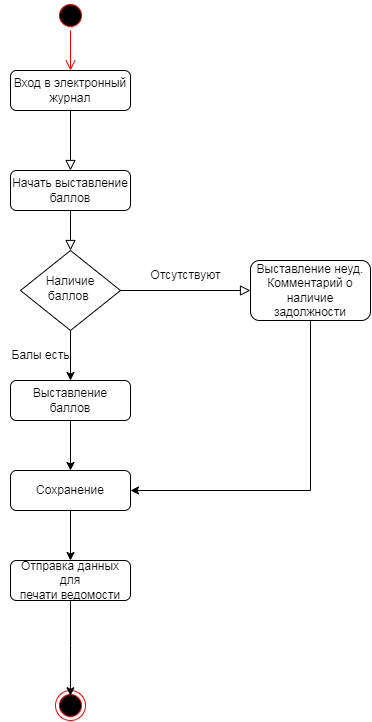 Вход в электронный
журнал
Начать выставление
баллов
Наличие
баллов
Отсутствуют
Выставление неуд.
Комментарий о
наличие
задолжности
Балы есть
Выставление
баллов
Сохранение
Отправка данных
для
печати ведомости